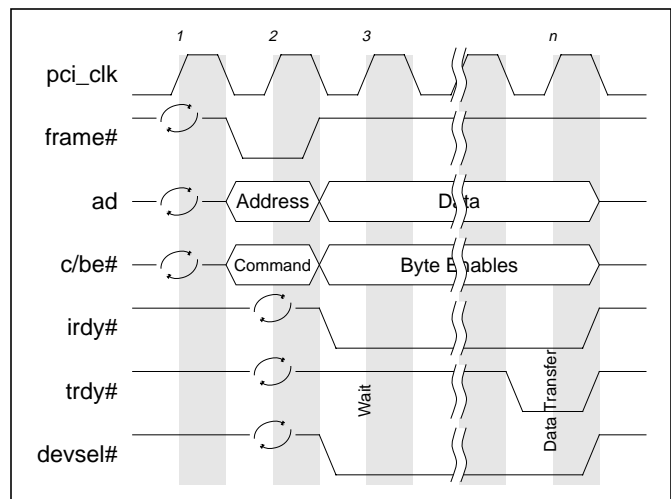 1 2 3 n
pci_clk
frame#
ad Address Data
c/be# Command Byte Enables
irdy#
trdy# Wait Data Transfer
devsel#